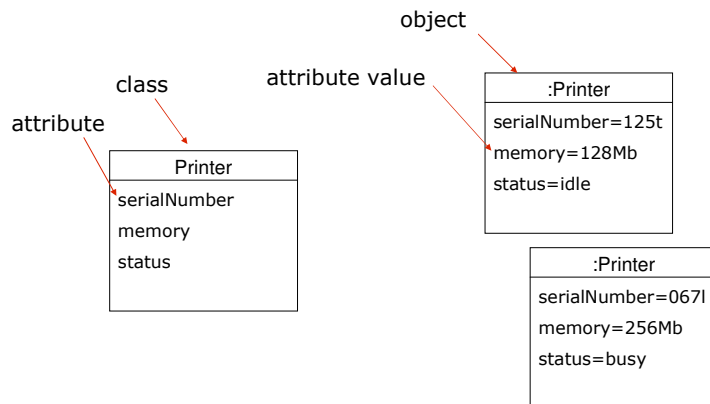 object
attribute value
class
attribute
Printer
serialNumber
memory
status
:Printer
serialNumber=125t
memory=128Mb
status=idle
:Printer
serialNumber=067l
memory=256Mb
status=busy